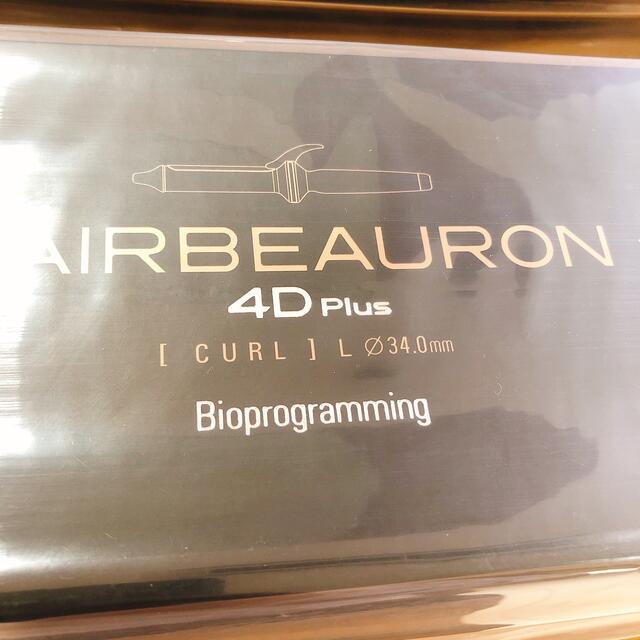 AIRBEAURON
4D Plus
[ CURL ] L Ø34.0mm
Bioprogramming